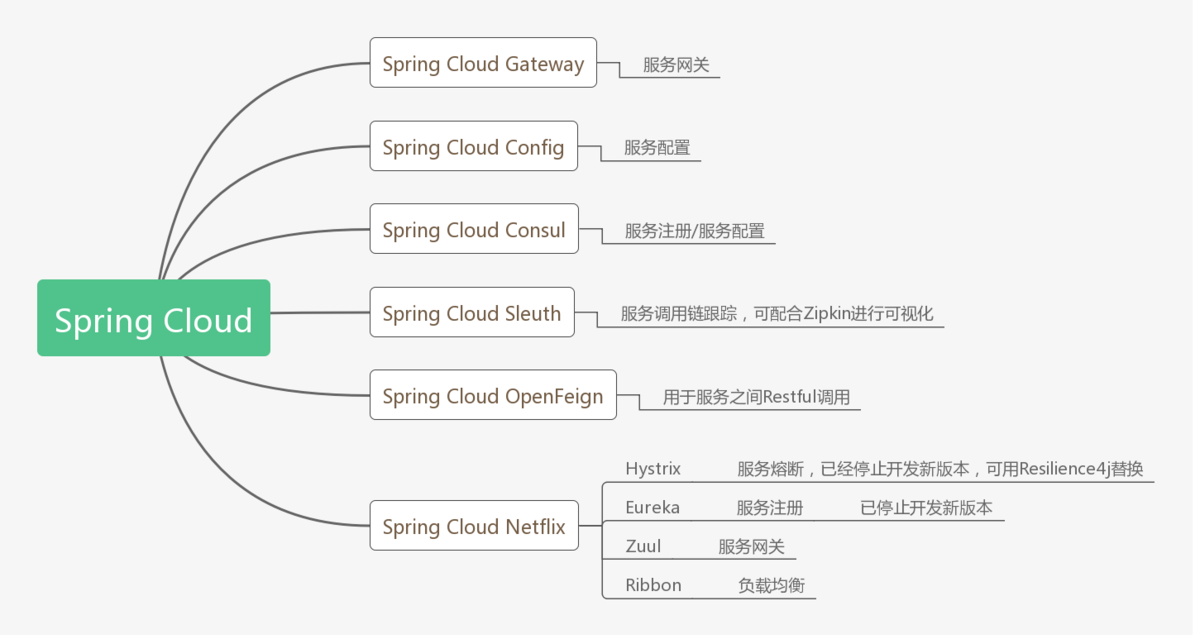 Spring Cloud
Spring Cloud Gateway
服务网关
Spring Cloud Config
服务配置
Spring Cloud Consul
服务注册/服务配置
Spring Cloud Sleuth
服务调用链跟踪，可配合Zipkin进行可视化
Spring Cloud OpenFeign
用于服务之间Restful调用
Spring Cloud Netflix
Hystrix 服务熔断，已经停止开发新版本，可用Resilience4j替换
Eureka 服务注册 已停止开发新版本
Zuul 服务网关
Ribbon 负载均衡